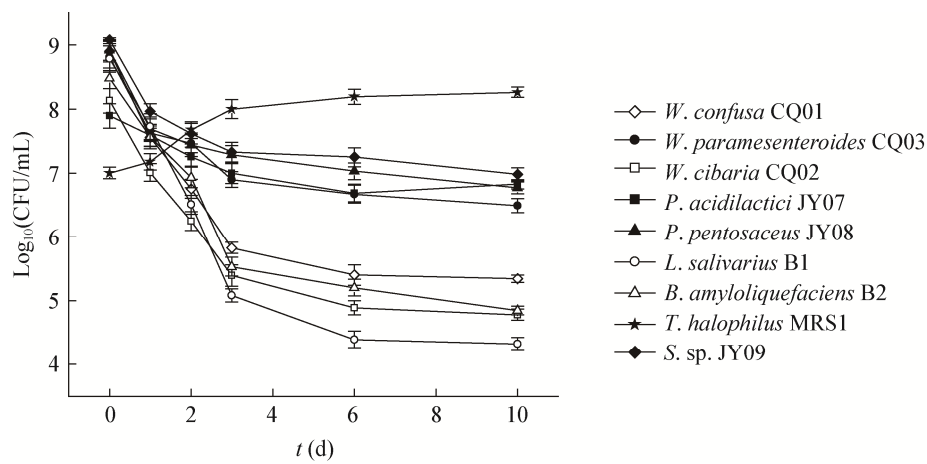 Log₁₀(CFU/mL)
9
8
7
6
5
4
0 2 4 6 8 10
t (d)
W. confusa CQ01
W. paramesenteroides CQ03
W. cibaria CQ02
P. acidilactici JY07
P. pentosaceus JY08
L. salivarius B1
B. amyloliquefaciens B2
T. halophilus MRS1
S. sp. JY09